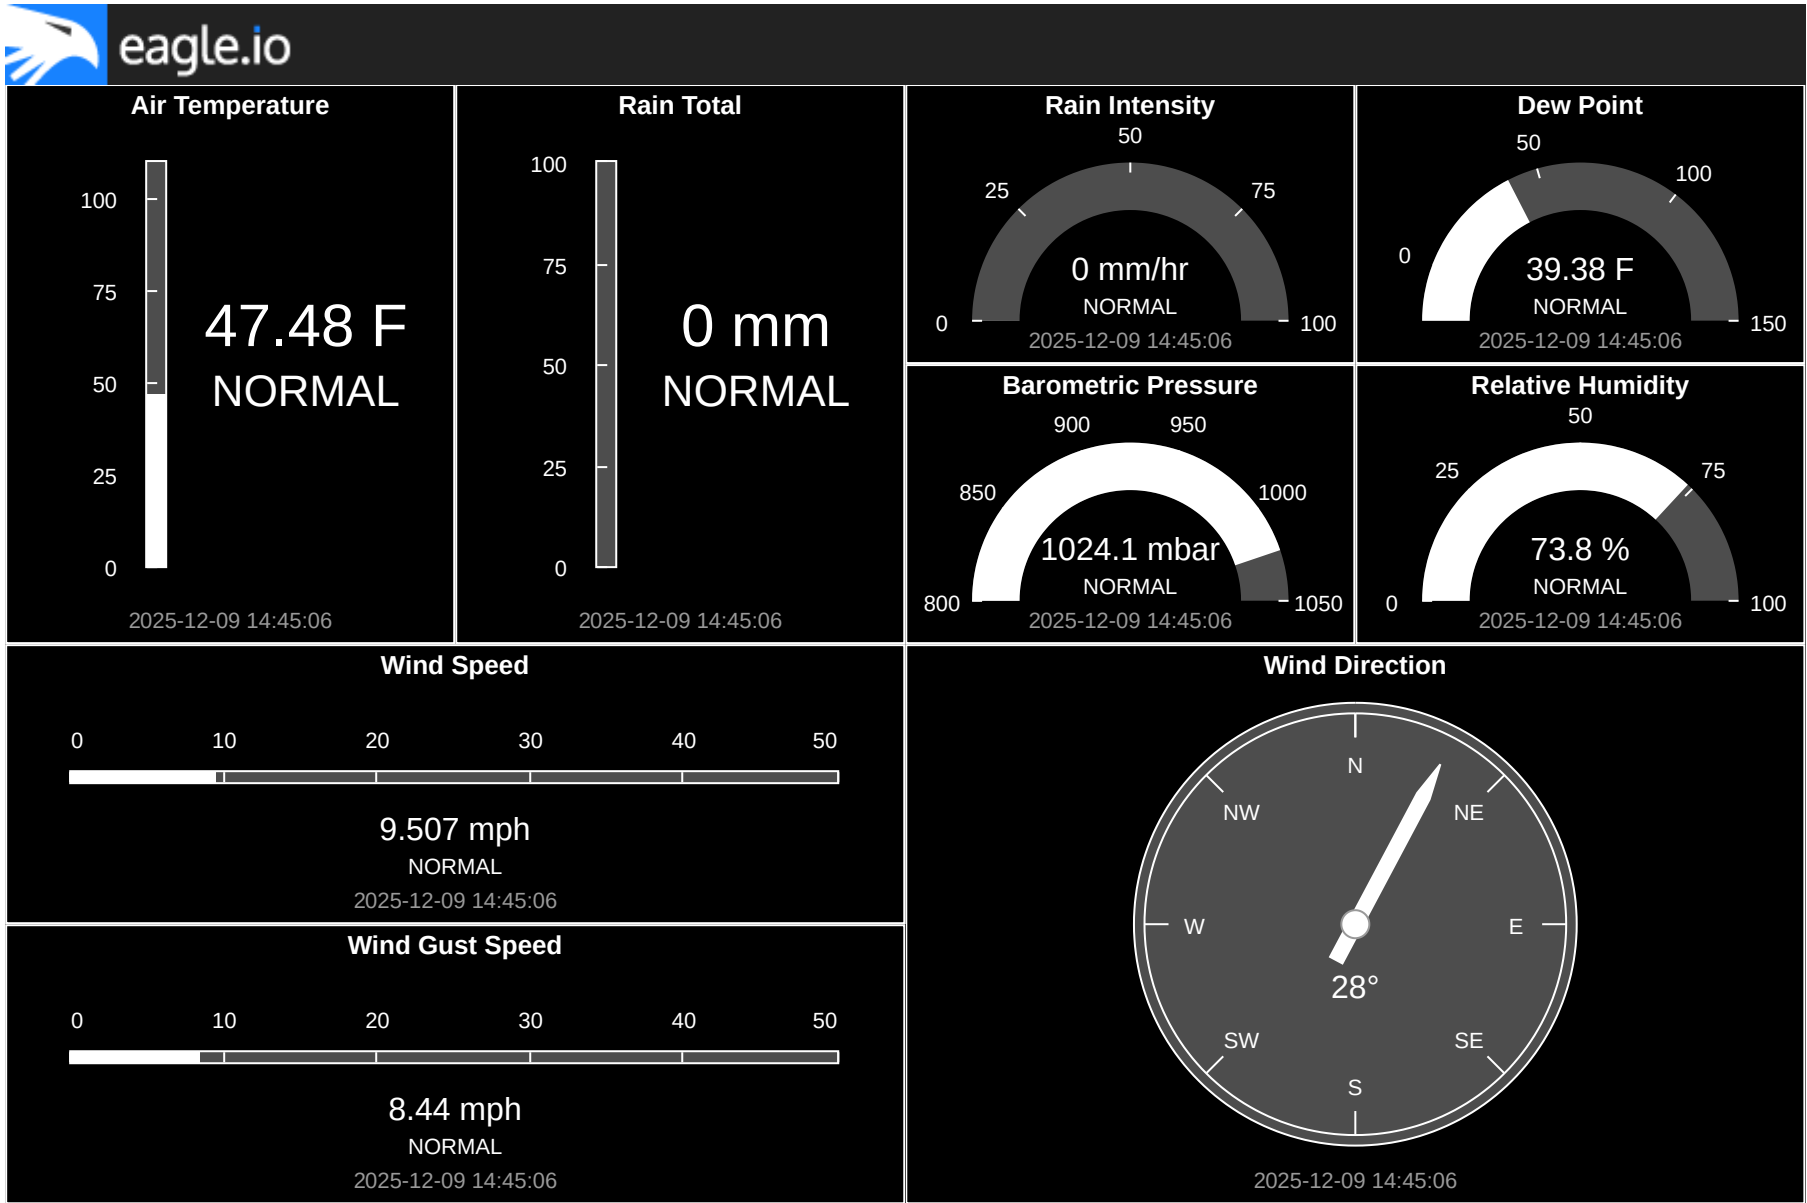 eagle.io
Air Temperature
100
75
50
25
0
47.48 F
NORMAL
2025-12-09 14:45:06
Rain Total
100
75
50
25
0
0 mm
NORMAL
2025-12-09 14:45:06
Rain Intensity
0
25
50
75
100
0 mm/hr
NORMAL
2025-12-09 14:45:06
Dew Point
0
50
100
150
39.38 F
NORMAL
2025-12-09 14:45:06
Barometric Pressure
800
850
900
950
1000
1050
1024.1 mbar
NORMAL
2025-12-09 14:45:06
Relative Humidity
0
25
50
75
100
73.8 %
NORMAL
2025-12-09 14:45:06
Wind Speed
0 10 20 30 40 50
9.507 mph
NORMAL
2025-12-09 14:45:06
Wind Gust Speed
0 10 20 30 40 50
8.44 mph
NORMAL
2025-12-09 14:45:06
Wind Direction
N
NW NE
W E
28°
SW SE
S
2025-12-09 14:45:06